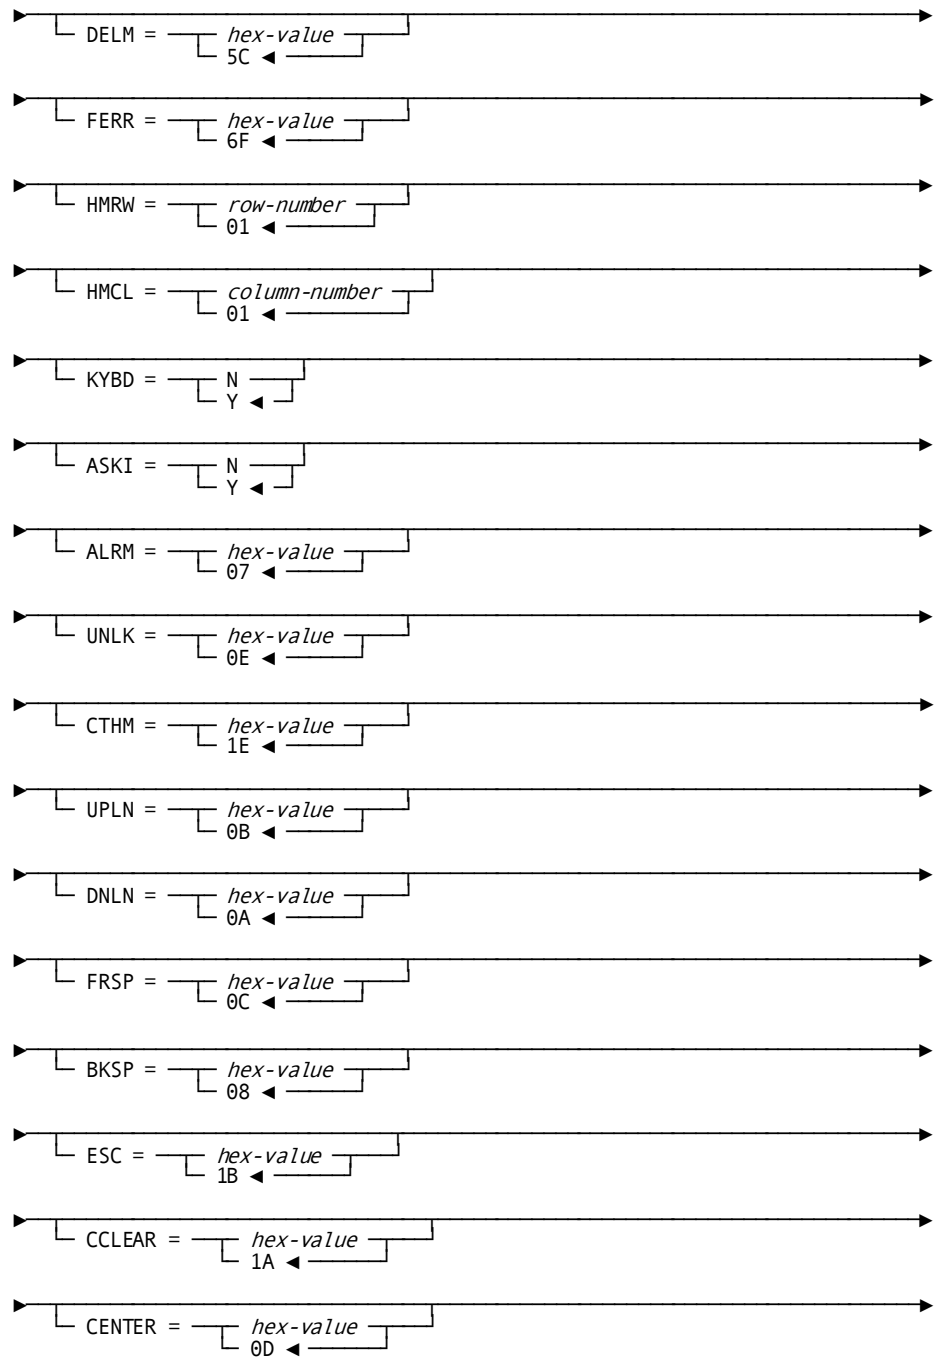 DELM = hex-value
5C ◄
FERR = hex-value
6F ◄
HMRW = row-number
01 ◄
HMCL = column-number
01 ◄
KYBD = N
Y ◄
ASKI = N
Y ◄
ALRM = hex-value
07 ◄
UNLK = hex-value
0E ◄
CTHM = hex-value
1E ◄
UPLN = hex-value
0B ◄
DNLN = hex-value
0A ◄
FRSP = hex-value
0C ◄
BKSP = hex-value
08 ◄
ESC = hex-value
1B ◄
CCLEAR = hex-value
1A ◄
CENTER = hex-value
0D ◄